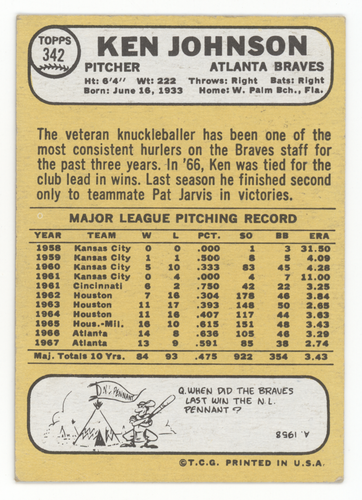 TOPPS
342
KEN JOHNSON
PITCHER ATLANTA BRAVES
Ht: 6'4" Wt: 222 Throws: Right Bats: Right
Born: June 16, 1933 Home: W. Palm Bch., Fla.
The veteran knuckleballer has been one of
the most consistent hurlers on the Braves staff for
the past three years. In '66, Ken was tied for the
club lead in wins. Last season he finished second
only to teammate Pat Jarvis in victories.
MAJOR LEAGUE PITCHING RECORD
YEAR TEAM W L PCT. SO BB ERA
1958 Kansas City 0 0 .000 1 3 31.50
1959 Kansas City 1 1 .500 8 5 4.09
1960 Kansas City 5 10 .333 83 45 4.28
1961 Kansas City 0 4 .000 4 7 11.00
1961 Cincinnati 6 2 .750 42 22 3.25
1962 Houston 7 16 .304 178 46 3.84
1963 Houston 11 17 .393 148 50 2.65
1964 Houston 11 16 .407 117 44 3.63
1965 Hous.-Mil. 16 10 .615 151 48 3.43
1966 Atlanta 14 8 .636 105 46 3.29
1967 Atlanta 13 9 .591 85 38 2.74
Maj. Totals 10 Yrs. 84 93 .475 922 354 3.43
N.L. PENNANT
Q. WHEN DID THE BRAVES
LAST WIN THE N.L.
PENNANT?
A. 1958
©T.C.G. PRINTED IN U.S.A.